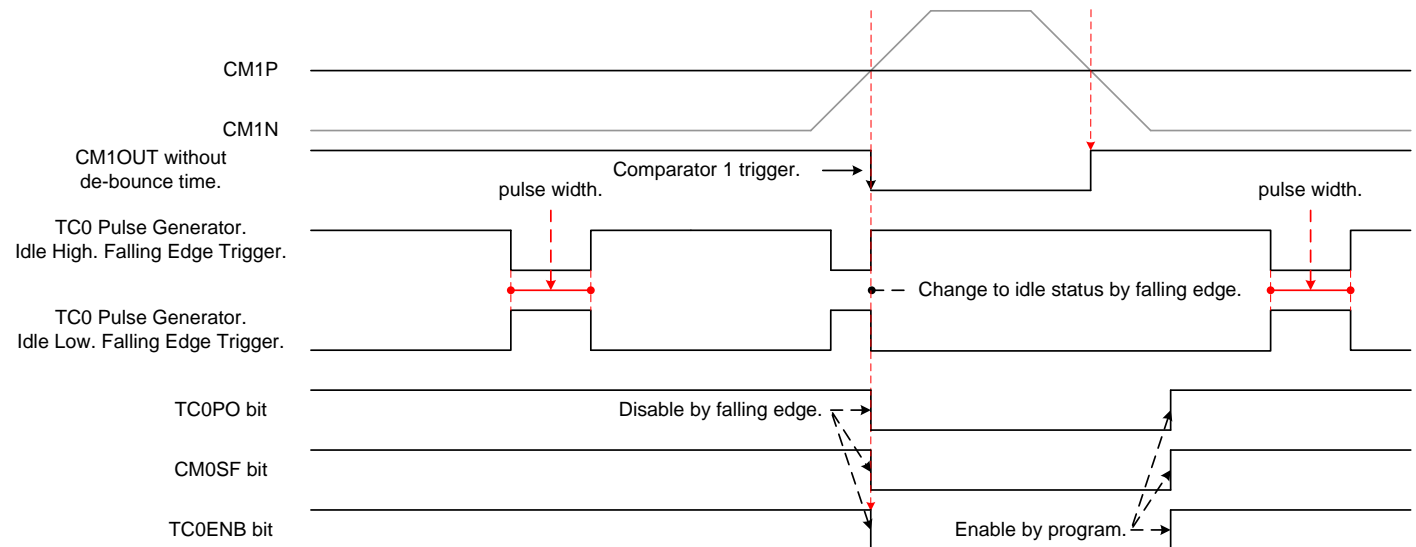 CM1P
CM1N
CM1OUT without
de-bounce time.
Comparator 1 trigger.
pulse width.
pulse width.
TC0 Pulse Generator.
Idle High. Falling Edge Trigger.
Change to idle status by falling edge.
TC0 Pulse Generator.
Idle Low. Falling Edge Trigger.
TC0PO bit
Disable by falling edge.
CM0SF bit
TC0ENB bit
Enable by program.